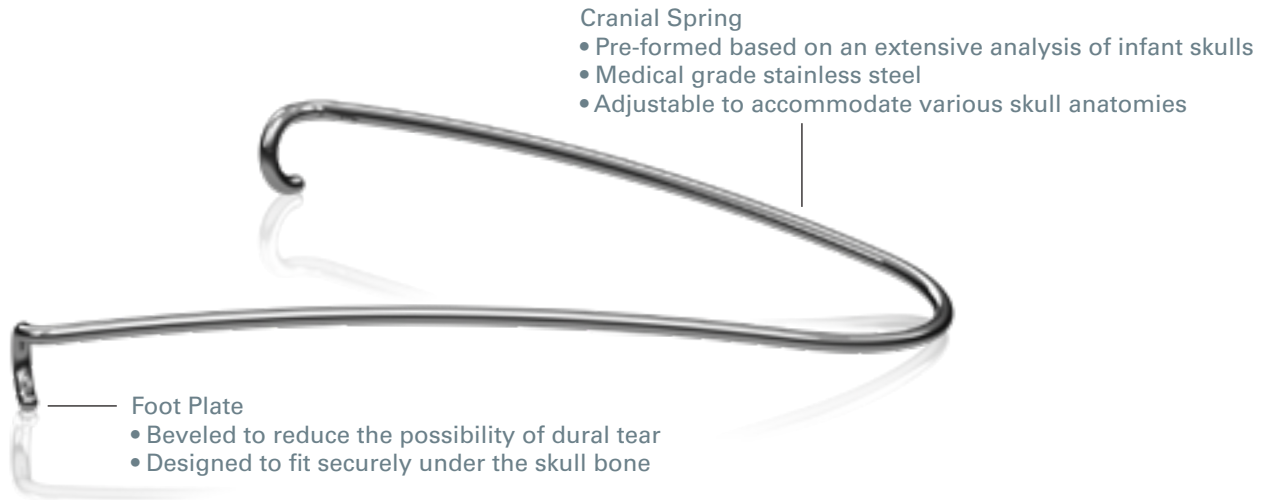 Cranial Spring
• Pre-formed based on an extensive analysis of infant skulls
• Medical grade stainless steel
• Adjustable to accommodate various skull anatomies
Foot Plate
• Beveled to reduce the possibility of dural tear
• Designed to fit securely under the skull bone